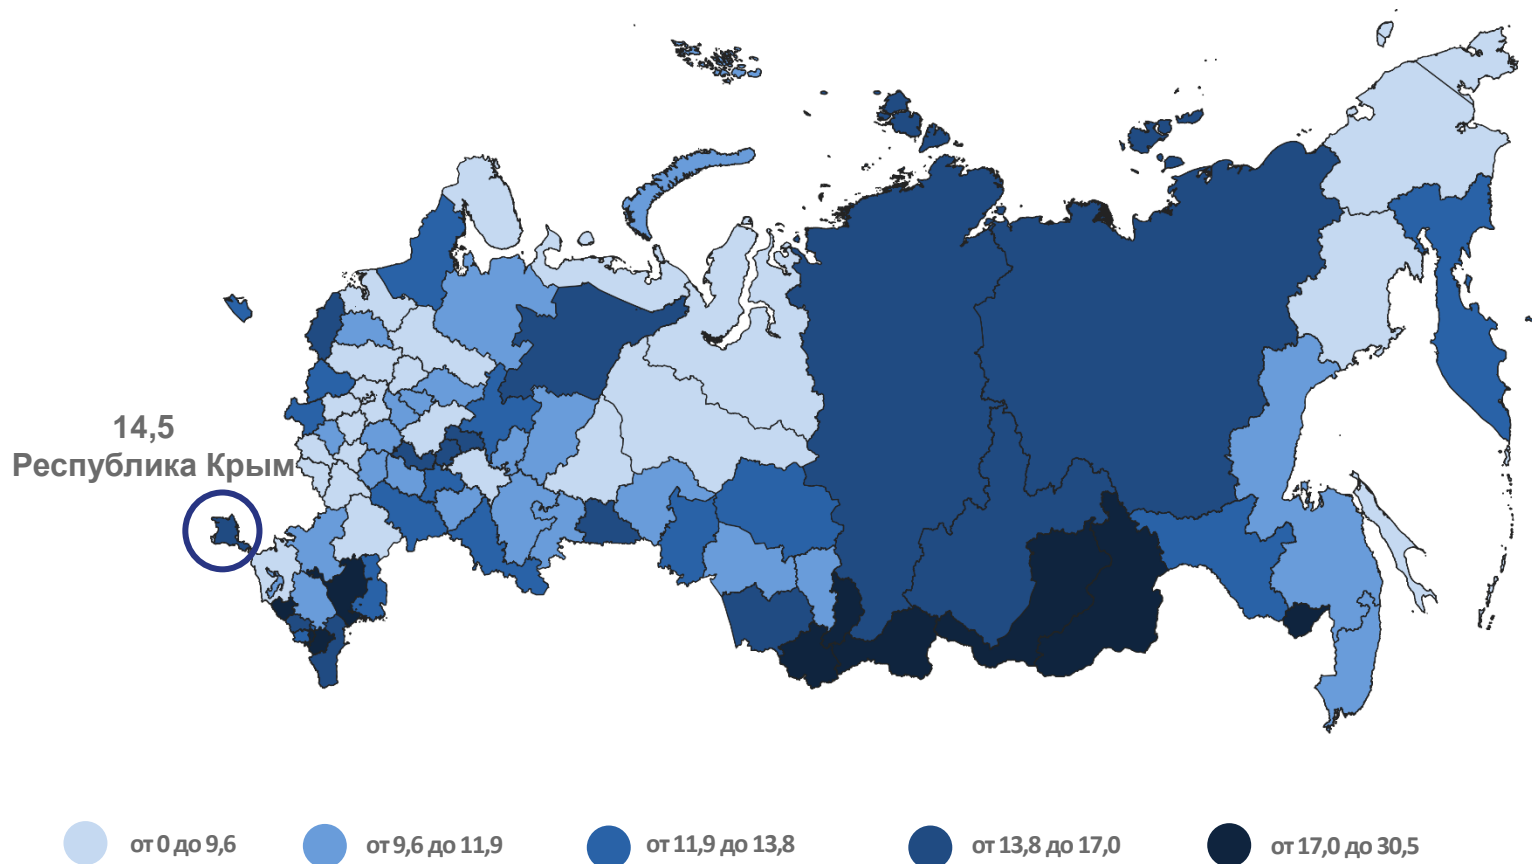 14,5
Республика Крым
от 0 до 9,6
от 9,6 до 11,9
от 11,9 до 13,8
от 13,8 до 17,0
от 17,0 до 30,5